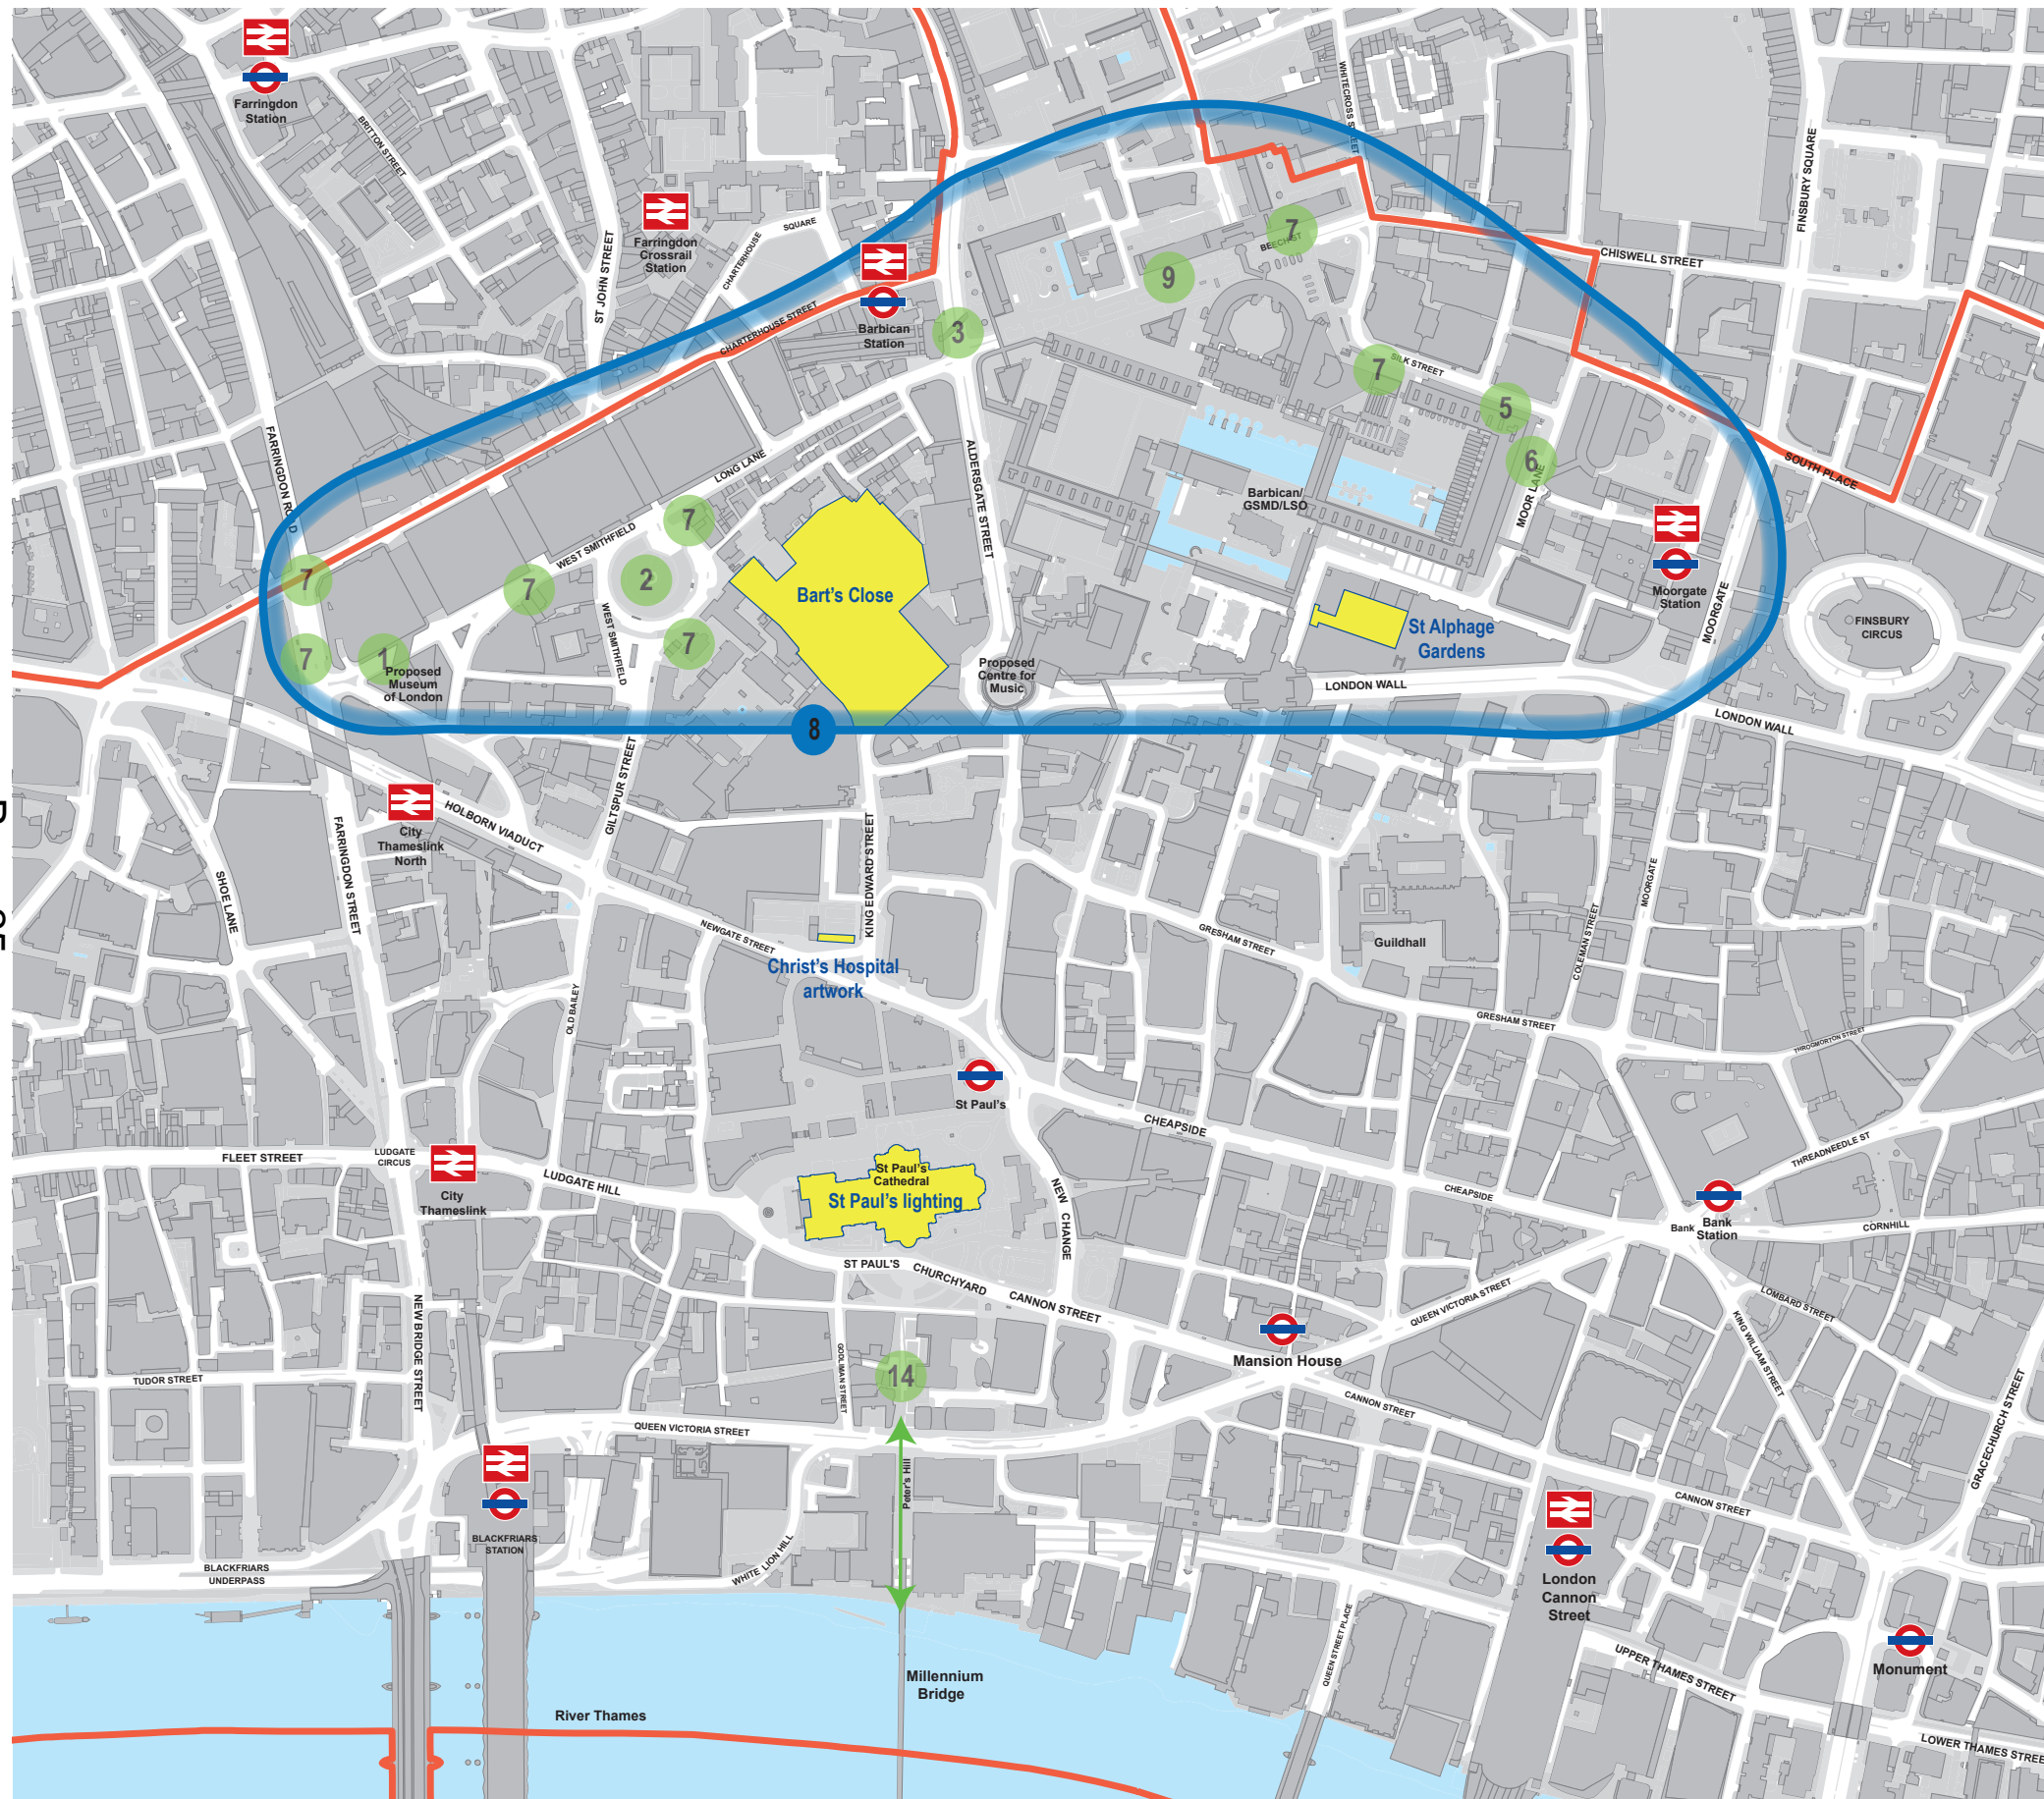 Farringdon
Station
BRITTON STREET
ST JOHN STREET
Farringdon
Crossrail
Station
CHARTERHOUSE
SQUARE
WHITECROSS STREET
FINSBURY SQUARE
CHISWELL STREET
CHARTERHOUSE STREET
Barbican
Station
3
9
7
BEECH ST
7
SILK STREET
5
6
MOOR LANE
SOUTH PLACE
FARRINGDON ROAD
LONG LANE
ALDERSGATE STREET
Barbican/
GSMD/LSO
7
WEST SMITHFIELD
7
7
2
WEST SMITHFIELD
7
Bart's Close
Moorgate
Station
MOORGATE
FINSBURY
CIRCUS
St Alphage
Gardens
7
1
Proposed
Museum
of London
Proposed
Centre for
Music
LONDON WALL
LONDON WALL
8
GILTSPUR STREET
City
Thameslink
North
HOLBORN VIADUCT
FARRINGDON STREET
SHOE LANE
KING EDWARD STREET
NEWGATE STREET
Christ's Hospital
artwork
OLD BAILEY
GRESHAM STREET
Guildhall
COLEMAN STREET
MOORGATE
GRESHAM STREET
THROGMORTON STREET
St Paul's
CHEAPSIDE
THREADNEEDLE ST
FLEET STREET
LUDGATE
CIRCUS
City
Thameslink
LUDGATE HILL
St Paul's
Cathedral
St Paul's lighting
NEW CHANGE
CHEAPSIDE
Bank
Bank
Station
CORNHILL
ST PAUL'S CHURCHYARD
CANNON STREET
QUEEN VICTORIA STREET
LOMBARD STREET
KING WILLIAM STREET
NEW BRIDGE STREET
Mansion House
TUDOR STREET
GODLIMAN STREET
14
CANNON STREET
QUEEN VICTORIA STREET
GRACECHURCH STREET
Peter's Hill
BLACKFRIARS
STATION
CANNON STREET
WHITE LION HILL
BLACKFRIARS
UNDERPASS
London
Cannon
Street
QUEEN STREET PLACE
UPPER THAMES STREET
Monument
Millennium
Bridge
River Thames
LOWER THAMES STREE